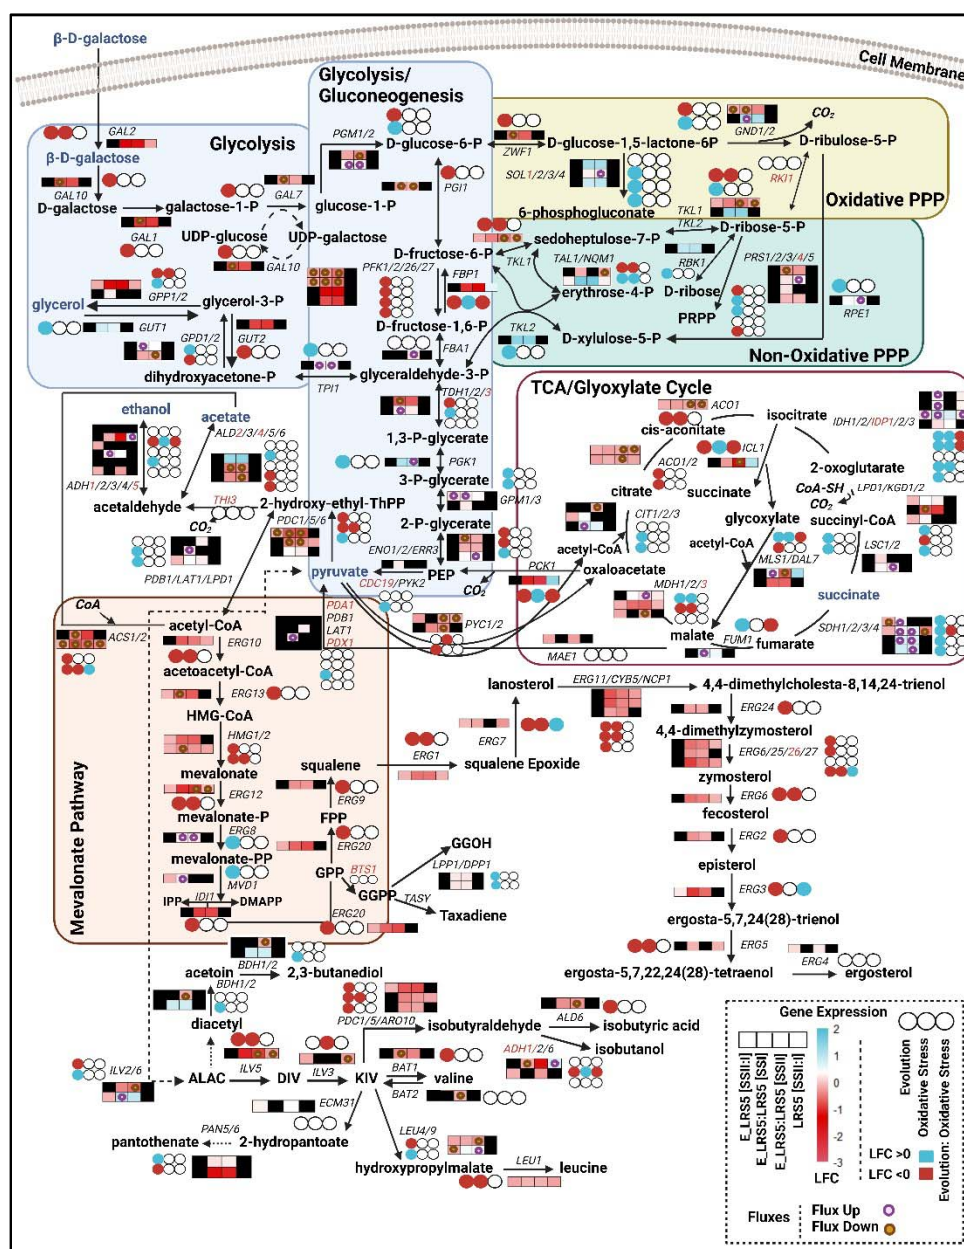 β-D-galactose
Cell Membrane
Glycolysis/
Gluconeogenesis
GAL2
PGM1/2
D-glucose-6-P
ZWF1
D-glucose-1,5-lactone-6P
GND1/2
CO2
D-ribulose-5-P
Glycolysis
β-D-galactose
GAL10
D-galactose
galactose-1-P
GAL7
glucose-1-P
PGI1
SOL1/2/3/4
RKI1
Oxidative PPP
GAL1
UDP-glucose
UDP-galactose
GAL10
6-phosphogluconate
TKL1
TKL2
D-ribose-5-P
D-fructose-6-P
TKL1
sedoheptulose-7-P
TAL1/NQM1
RBK1
PRS1/2/3/4/5
PFK1/2/26/27
FBP1
erythrose-4-P
D-ribose
PRPP
RPE1
glycerol
GPP1/2
glycerol-3-P
GUT1
GPD1/2
GUT2
D-fructose-1,6-P
TKL2
D-xylulose-5-P
FBA1
Non-Oxidative PPP
dihydroxyacetone-P
TPI1
glyceraldehyde-3-P
TDH1/2/3
TCA/Glyoxylate Cycle
ethanol
acetate
ALD2/3/4/5/6
ADH1/2/3/4/5
acetaldehyde
1,3-P-glycerate
PGK1
3-P-glycerate
GPM1/3
2-P-glycerate
ENO1/2/ERR3
PEP
ACO1
cis-aconitate
isocitrate
IDH1/2/IDP1/2/3
ICL1
ACO1/2
citrate
succinate
2-oxoglutarate
CoA-SH
LPD1/KGD1/2
CO2
succinyl-CoA
glyoxylate
CIT1/2/3
acetyl-CoA
acetyl-CoA
MLS1/DAL7
LSC1/2
THI3
CO2
2-hydroxy-ethyl-ThPP
PDC1/5/6
PDB1/LAT1/LPD1
pyruvate
CDC19/PYK2
CO2
PCK1
oxaloacetate
MDH1/2/3
succinate
malate
FUM1
fumarate
SDH1/2/3/4
PYC1/2
MAE1
CoA
acetyl-CoA
ACS1/2
ERG10
PDA1
PDB1
LAT1
PDX1
acetoacetyl-CoA
ERG13
HMG-CoA
HMG1/2
mevalonate
ERG12
mevalonate-P
ERG8
mevalonate-PP
MVD1
IPP
IDI1
DMAPP
Mevalonate Pathway
squalene
ERG9
FPP
ERG20
GPP
BTS1
GGPP
ERG20
ERG1
squalene Epoxide
ERG7
lanosterol
ERG11/CYB5/NCP1
4,4-dimethylcholesta-8,14,24-trienol
ERG24
4,4-dimethylzymosterol
ERG6/25/26/27
zymosterol
ERG6
fecosterol
ERG2
episterol
ERG3
ergosta-5,7,24(28)-trienol
ERG5
ergosta-5,7,22,24(28)-tetraenol
ERG4
ergosterol
GGOH
LPP1/DPP1
TASY
Taxadiene
BDH1/2
acetoin
2,3-butanediol
BDH1/2
diacetyl
ILV2/6
ALAC
ILV5
DIV
ILV3
KIV
PDC1/5/ARO10
isobutyraldehyde
ALD6
isobutyric acid
ADH1/2/6
isobutanol
BAT1
valine
BAT2
ECM31
PAN5/6
pantothenate
2-hydropantoate
LEU4/9
hydroxypropylmalate
LEU1
leucine
Gene Expression
E_LRS5 [SSII:I]
E_LRS5:LRS5 [SSI]
E_LRS5:LRS5 [SSII]
LRS5 [SSII:I]
2
1
0
-1
0
-3
LFC
Evolution
Oxidative Stress
Evolution: Oxidative Stress
LFC >0
LFC <0
Fluxes
Flux Up
Flux Down